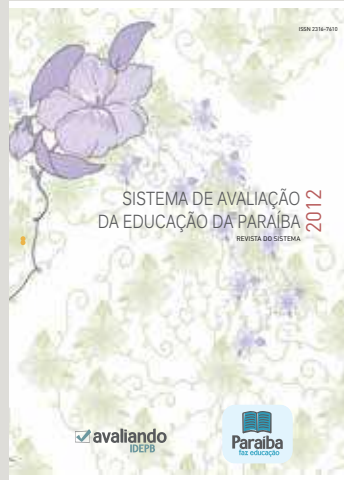 ISSN 2316-7610
SISTEMA DE AVALIAÇÃO
DA EDUCAÇÃO DA PARAÍBA
2012
REVISTA DO SISTEMA
avaliando
IDEPB
Paraíba
faz educação